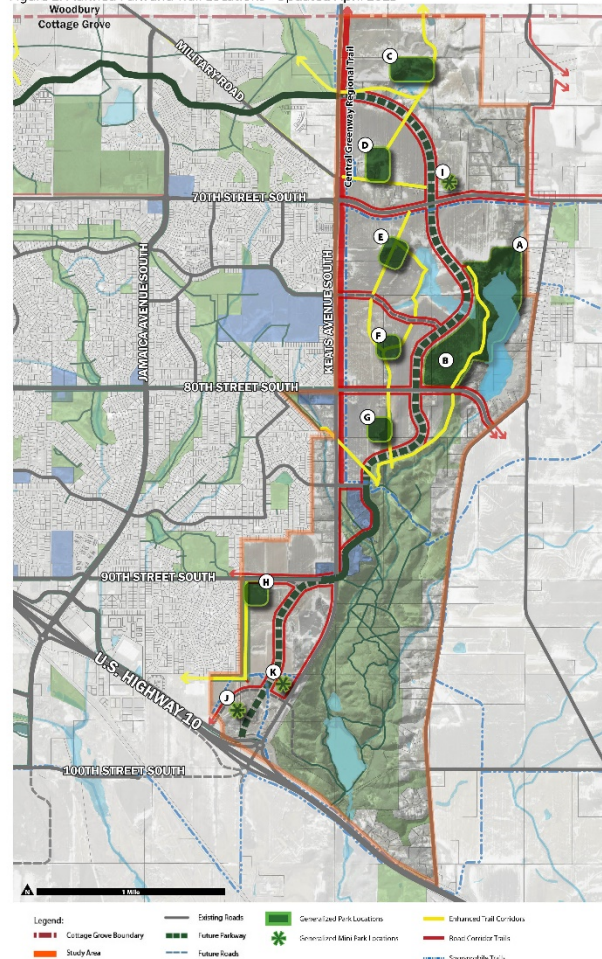 Woodbury
Cottage Grove
MILITARY ROAD
Central Greenway Regional Trail
C
D
I
70TH STREET SOUTH
E
A
JAMAICA AVENUE SOUTH
KEATS AVENUE SOUTH
F
B
80TH STREET SOUTH
G
90TH STREET SOUTH
H
K
J
U.S. HIGHWAY 10
100TH STREET SOUTH
N
1 Mile
Legend:
Cottage Grove Boundary
Study Area
Existing Roads
Future Parkway
Future Roads
Generalized Park Locations
Generalized Mini Park Locations
Enhanced Trail Corridors
Road Corridor Trails
Snowmobile Trails